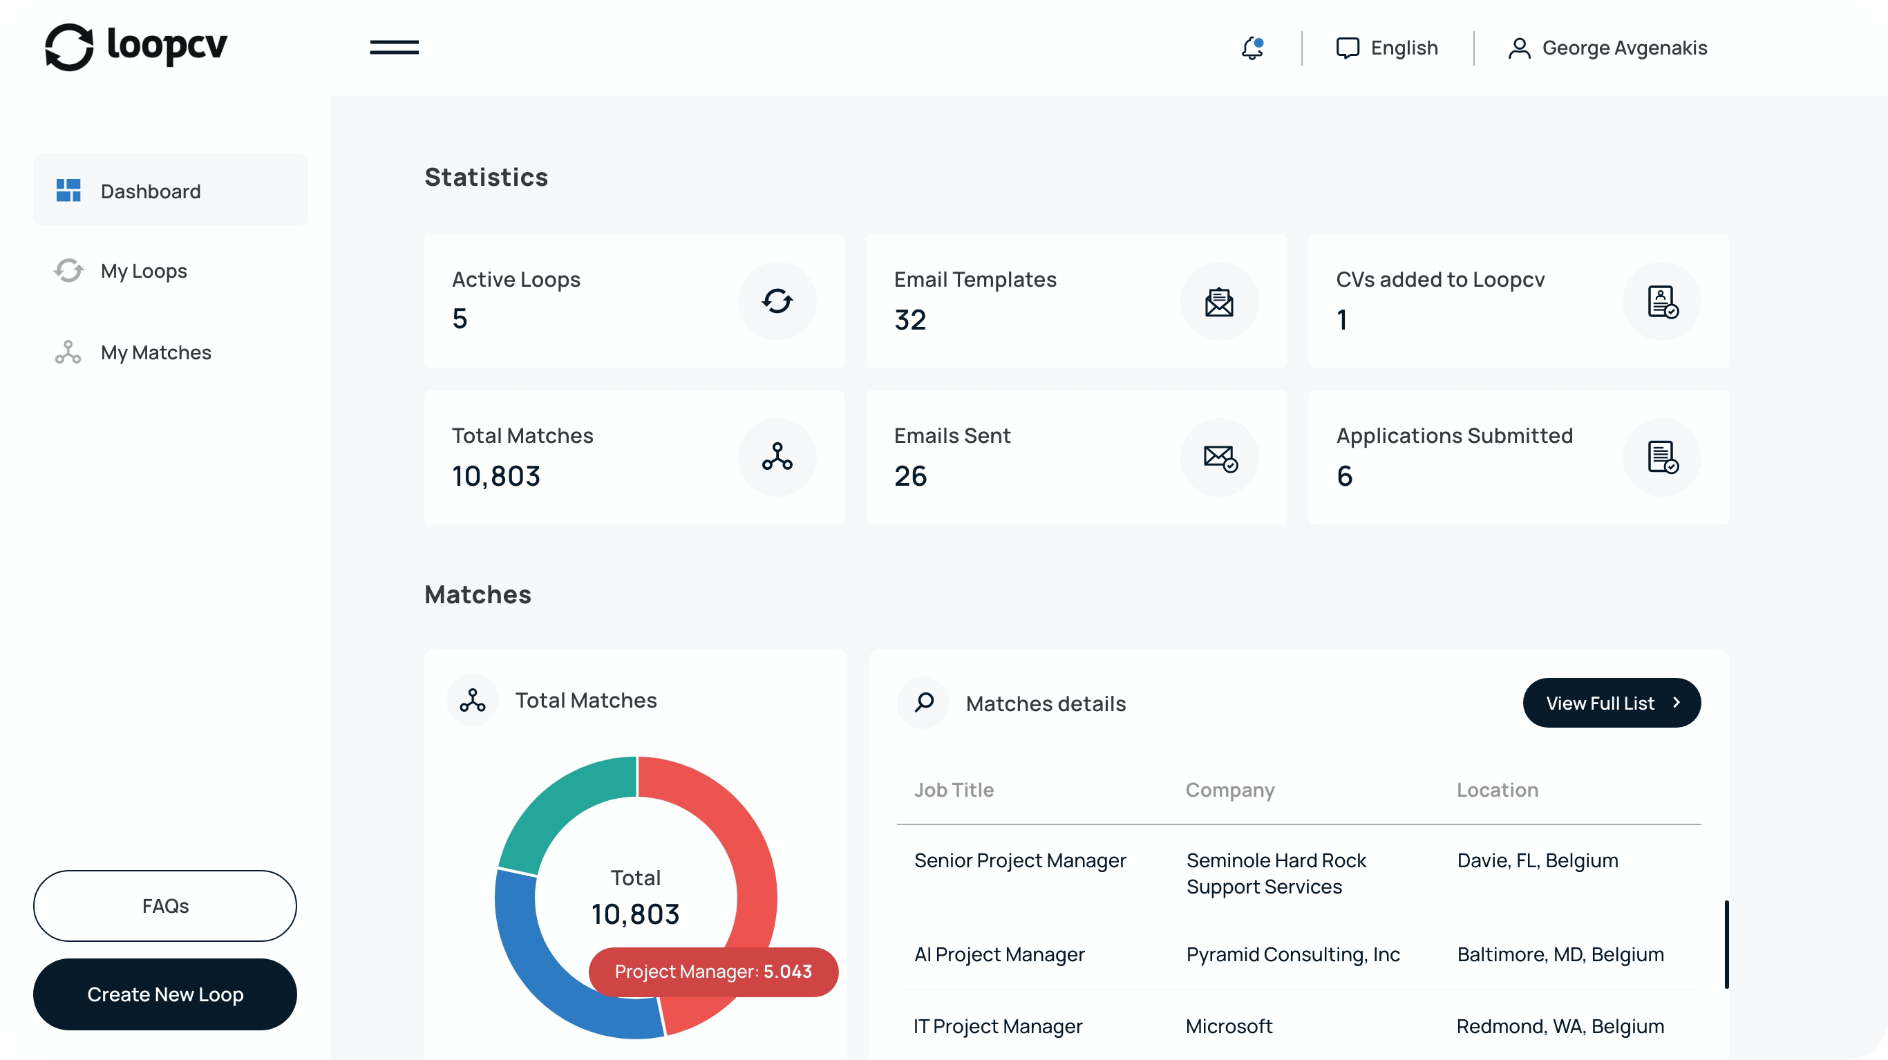 loopcv
English
George Avgenakis
Dashboard
My Loops
My Matches
FAQs
Create New Loop
Statistics
Active Loops
5
Email Templates
32
CVs added to Loopcv
1
Total Matches
10,803
Emails Sent
26
Applications Submitted
6
Matches
Total Matches
Total
10,803
Project Manager: 5.043
Matches details
View Full List
Job Title Company Location
Senior Project Manager Seminole Hard Rock Davie, FL, Belgium
Support Services
AI Project Manager Pyramid Consulting, Inc Baltimore, MD, Belgium
IT Project Manager Microsoft Redmond, WA, Belgium